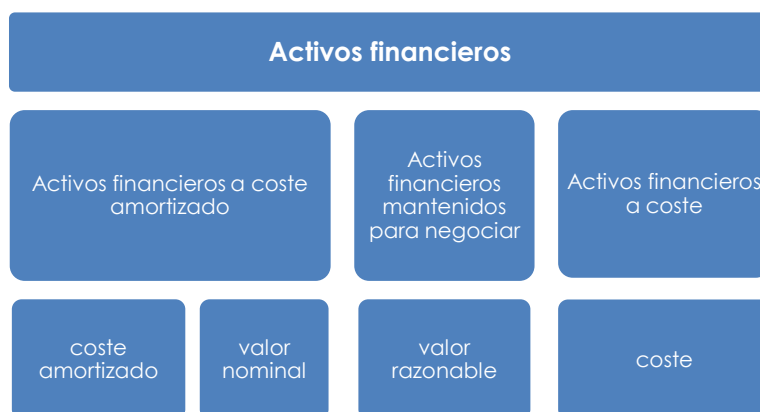 Activos financieros
Activos financieros a coste
amortizado
Activos
financieros
mantenidos
para negociar
Activos financieros
a coste
coste
amortizado
valor
nominal
valor
razonable
coste